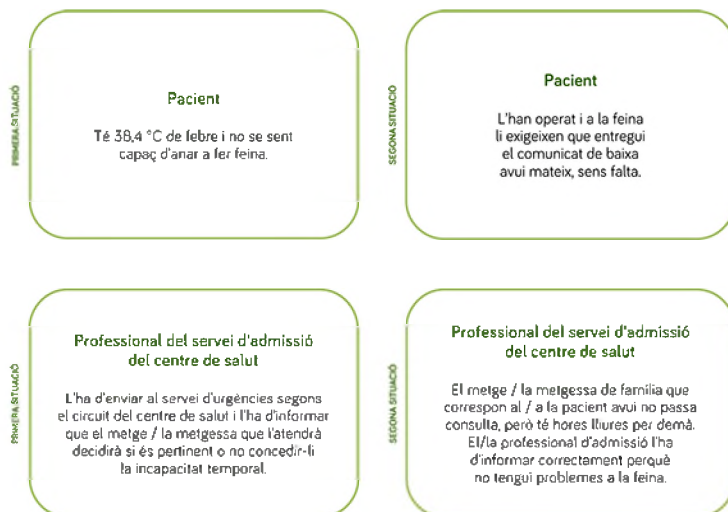 PRIMERA SITUACIÓ
Pacient
Té 38,4 °C de febre i no se sent
capaç d'anar a fer feina.
SEGONA SITUACIÓ
Pacient
L'han operat i a la feina
li exigeixen que entregui
el comunicat de baixa
avui mateix, sens falta.
PRIMERA SITUACIÓ
Professional del servei d'admissió
del centre de salut
L'ha d'enviar al servei d'urgències segons
el circuit del centre de salut i l'ha d'informar
que el metge / la metgessa que l'atendrà
decidirà si és pertinent o no concedir-li
la incapacitat temporal.
SEGONA SITUACIÓ
Professional del servei d'admissió
del centre de salut
El metge / la metgessa de família que
correspon al / a la pacient avui no passa
consulta, però té hores lliures per demà.
El/la professional d'admissió l'ha
d'informar correctament perquè
no tengui problemes a la feina.